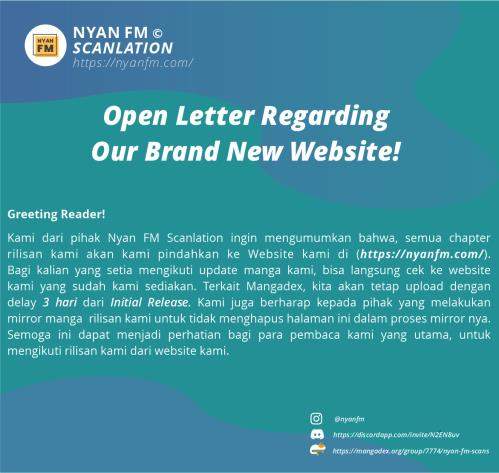 NYAN FM ©
SCANLATION
https://nyanfm.com/
NYAN
FM
Open Letter Regarding
Our Brand New Website!
Greeting Reader!
Kami dari pihak Nyan FM Scanlation ingin mengumumkan bahwa, semua chapter
rilisan kami akan kami pindahkan ke Website kami di (https://nyanfm.com/).
Bagi kalian yang setia mengikuti update manga kami, bisa langsung cek ke website
kami yang sudah kami sediakan. Terkait Mangadex, kita akan tetap upload dengan
delay 3 hari dari Initial Release. Kami juga berharap kepada pihak yang melakukan
mirror manga rilisan kami untuk tidak menghapus halaman ini dalam proses mirror nya.
Semoga ini dapat menjadi perhatian bagi para pembaca kami yang utama, untuk
mengikuti rilisan kami dari website kami.
@nyanfm
https://discordapp.com/invite/N2EN8uv
https://mangadex.org/group/7774/nyan-fm-scans